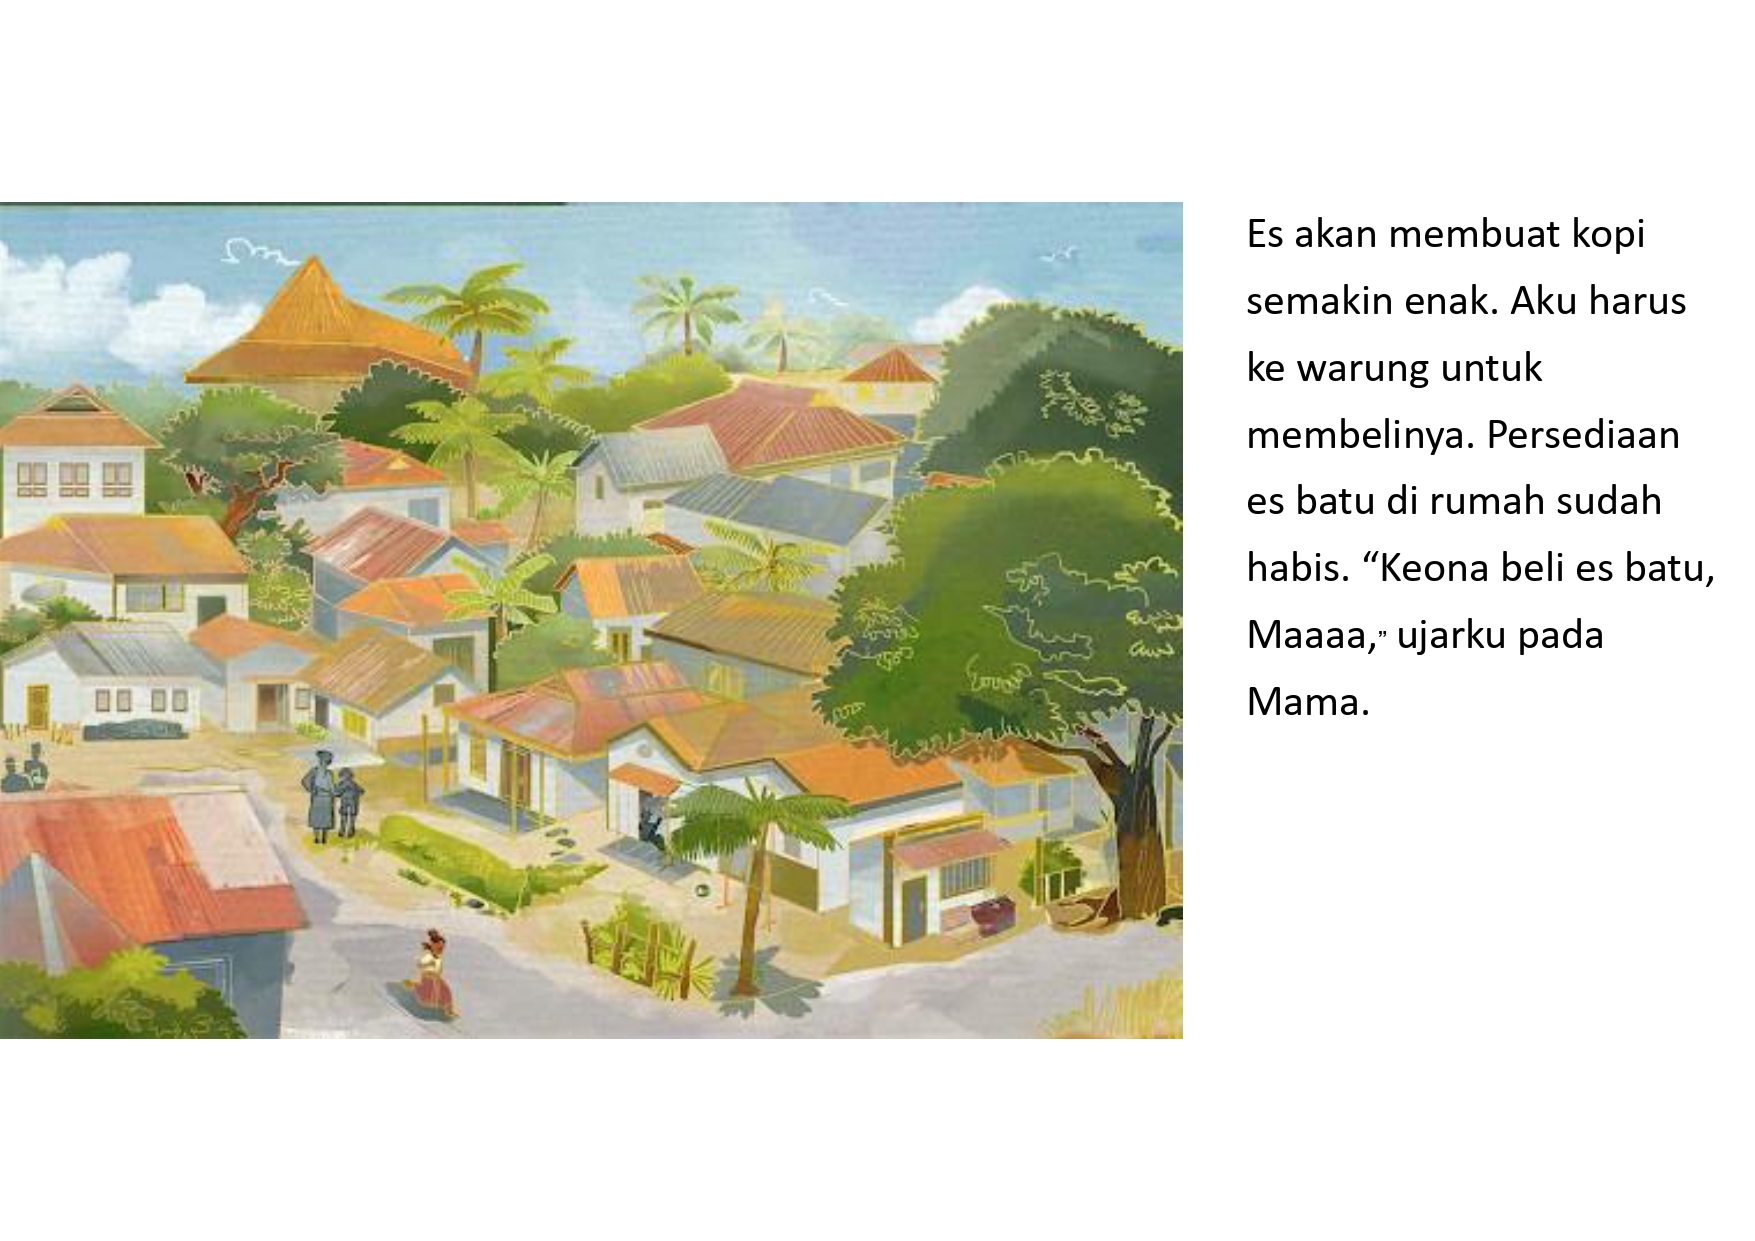 Es akan membuat kopi
semakin enak. Aku harus
ke warung untuk
membelinya. Persediaan
es batu di rumah sudah
habis. “Keona beli es batu,
Maaaa,” ujarku pada
Mama.